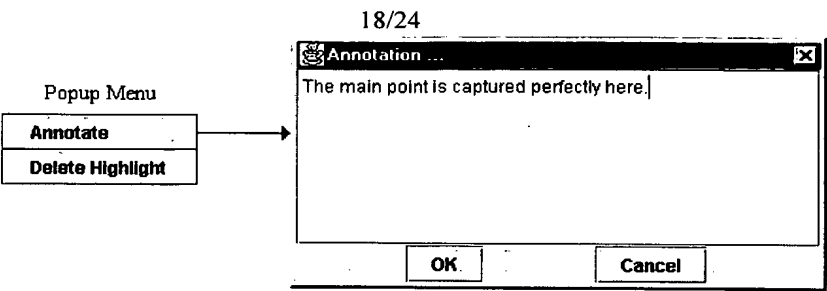 18/24
Annotation ...
The main point is captured perfectly here.
Popup Menu
Annotate
Delete Highlight
OK
Cancel